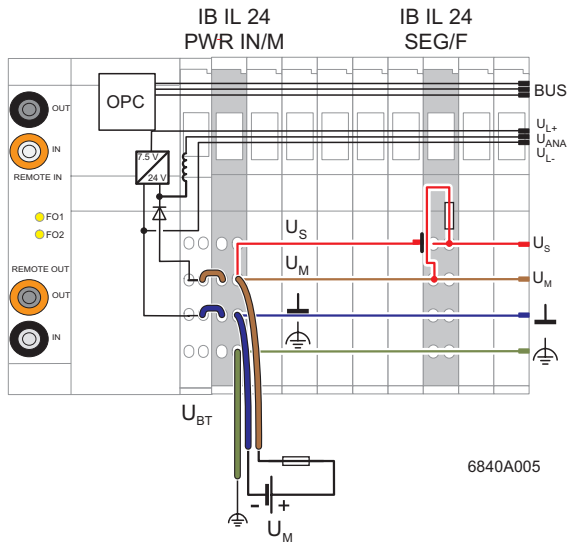 IB IL 24
PWR IN/M
IB IL 24
SEG/F
OPC
BUS
OUT
IN
REMOTE IN
7.5 V
24 V
UL+
UANA
UL-
FO1
FO2
REMOTE OUT
OUT
IN
US
US
UM
UM
UBT
- +
UM
6840A005